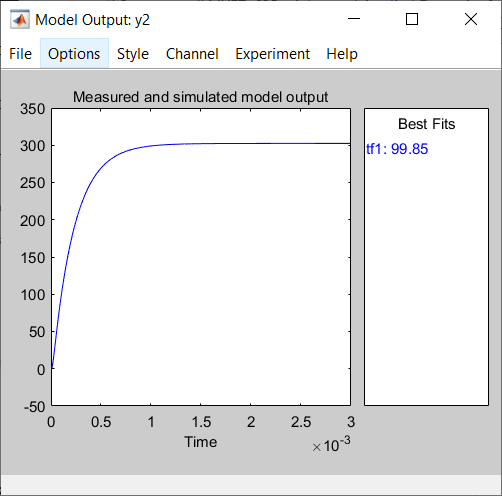 Model Output: y2
File Options Style Channel Experiment Help
Measured and simulated model output
Best Fits
tf1: 99.85
350
300
250
200
150
100
50
0
-50
0 0.5 1 1.5 2 2.5 3
Time
×10-3